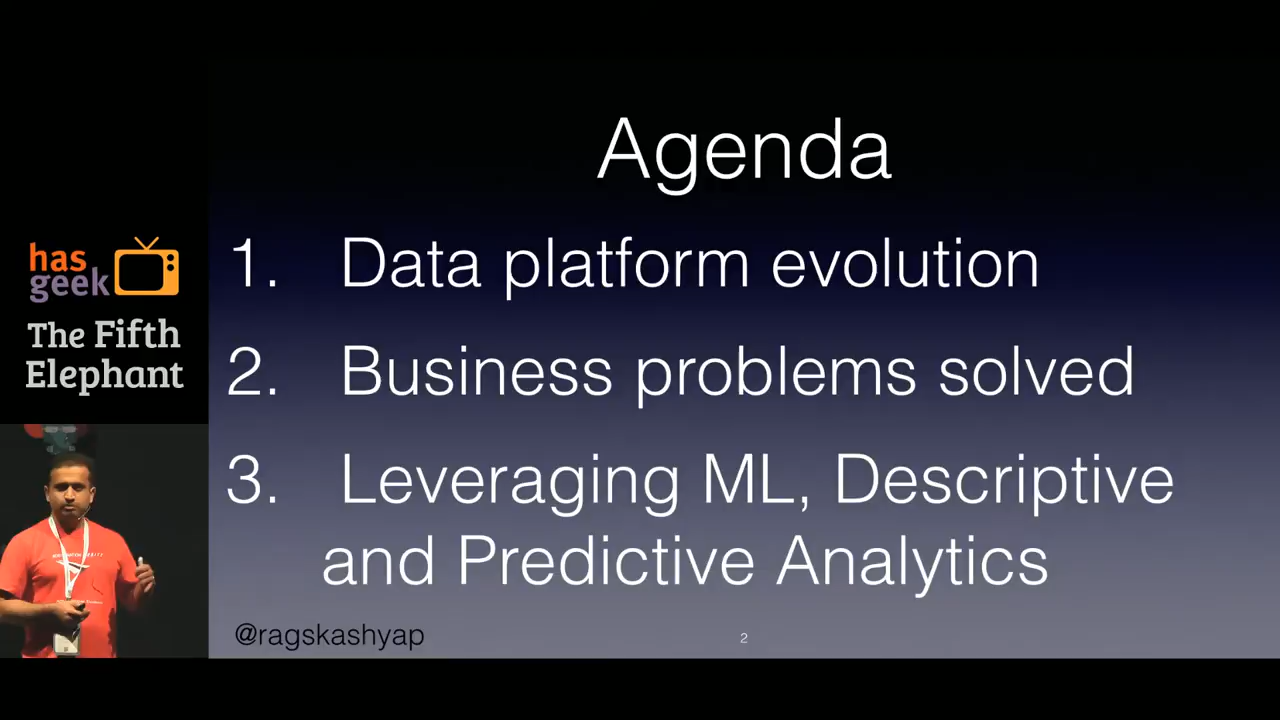 has
geek
The Fifth
Elephant
Agenda
1. Data platform evolution
2. Business problems solved
3. Leveraging ML, Descriptive
and Predictive Analytics
@ragskashyap
2